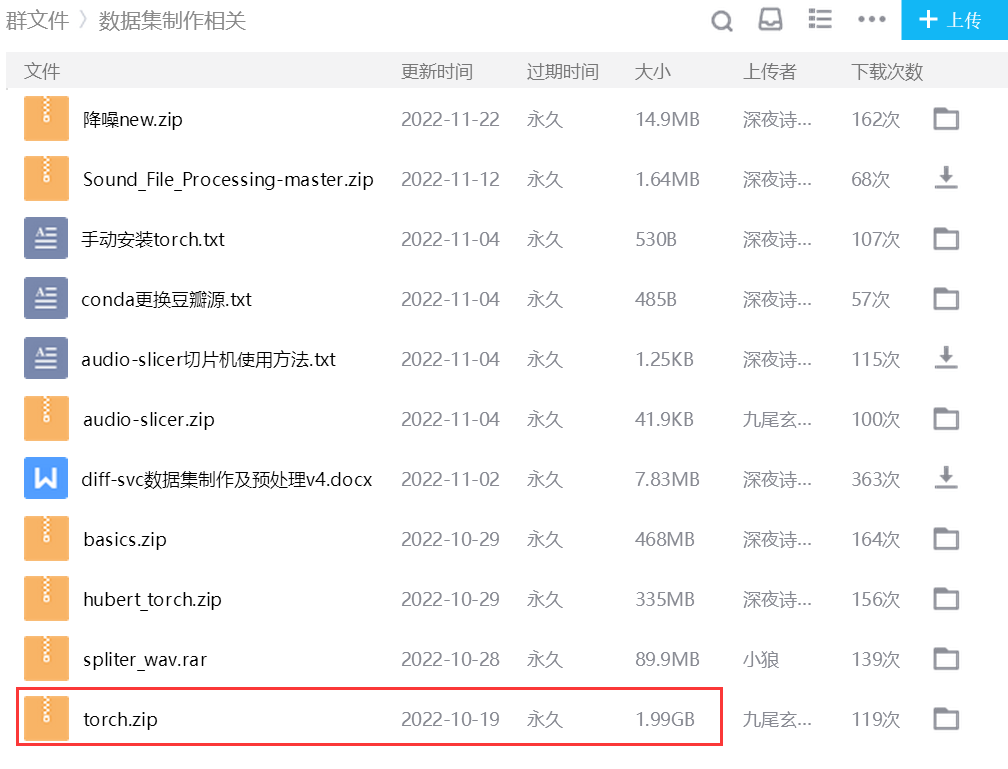 群文件 〉 数据集制作相关 + 上传
文件 更新时间 过期时间 大小 上传者 下载次数
降噪new.zip 2022-11-22 永久 14.9MB 深夜诗... 162次
Sound_File_Processing-master.zip 2022-11-12 永久 1.64MB 深夜诗... 68次
手动安装torch.txt 2022-11-04 永久 530B 深夜诗... 107次
conda更换豆瓣源.txt 2022-11-04 永久 485B 深夜诗... 57次
audio-slicer切片机使用方法.txt 2022-11-04 永久 1.25KB 深夜诗... 115次
audio-slicer.zip 2022-11-04 永久 41.9KB 九尾玄... 100次
diff-svc数据集制作及预处理v4.docx 2022-11-02 永久 7.83MB 深夜诗... 363次
basics.zip 2022-10-29 永久 468MB 深夜诗... 164次
hubert_torch.zip 2022-10-29 永久 335MB 深夜诗... 156次
spliter_wav.rar 2022-10-28 永久 89.9MB 小狼 139次
torch.zip 2022-10-19 永久 1.99GB 九尾玄... 119次